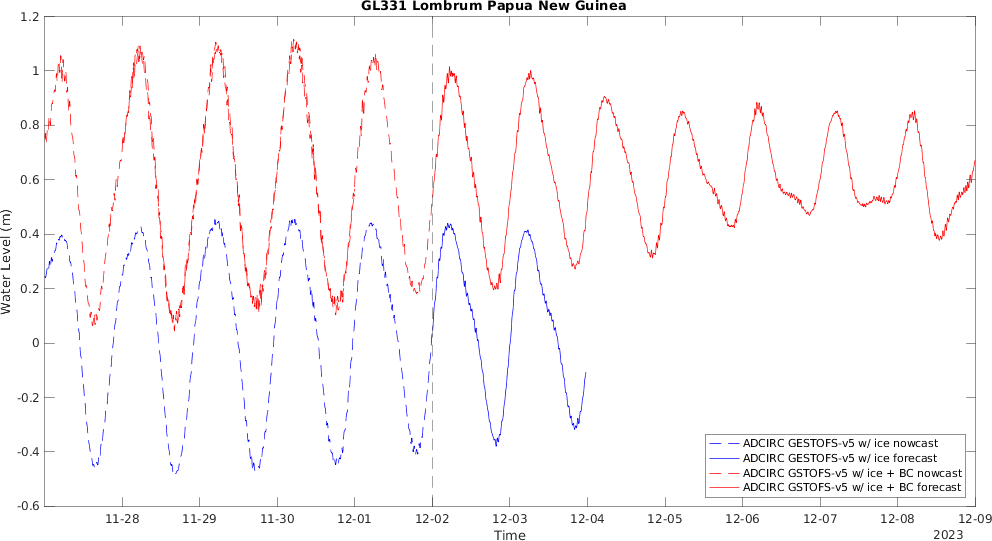 GL331 Lombrum Papua New Guinea
1.2
1
0.8
0.6
0.4
0.2
0
-0.2
-0.4
-0.6
Water Level (m)
11-28 11-29 11-30 12-01 12-02 12-03 12-04 12-05 12-06 12-07 12-08 12-09
Time
2023
ADCIRC GESTOFS-v5 w/ ice nowcast
ADCIRC GESTOFS-v5 w/ ice forecast
ADCIRC GSTOFS-v5 w/ ice + BC nowcast
ADCIRC GSTOFS-v5 w/ ice + BC forecast